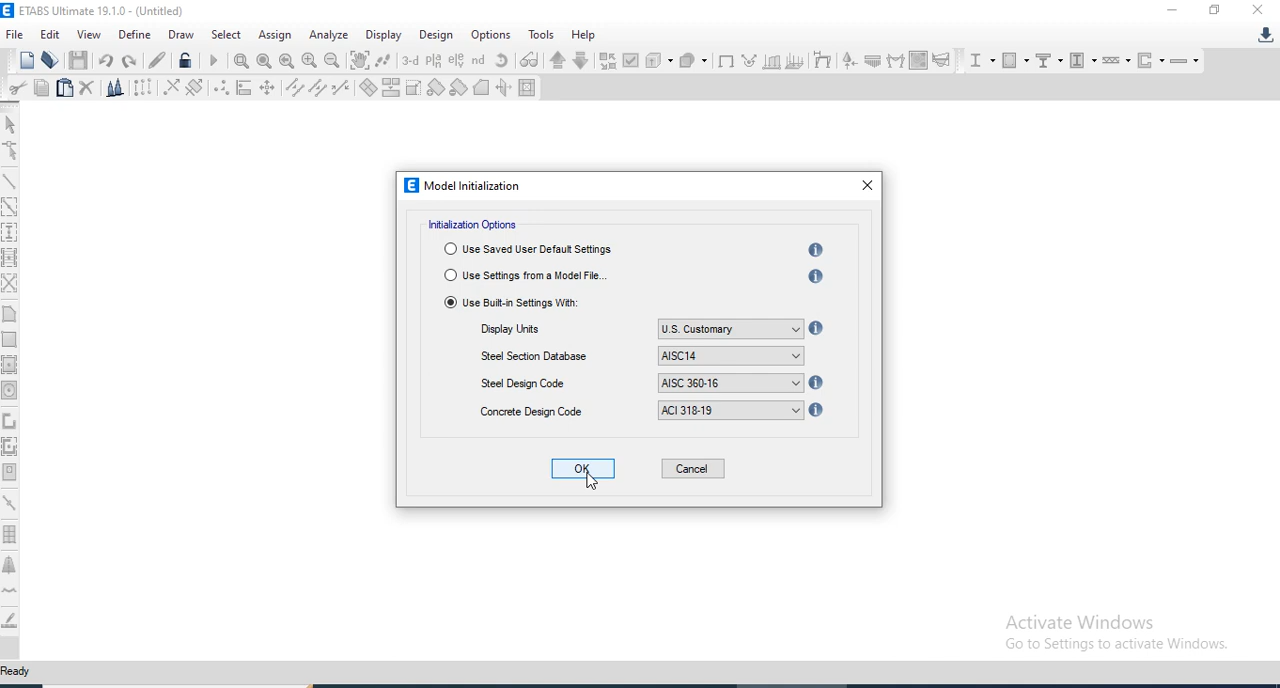 E ETABS Ultimate 19.1.0 - (Untitled)
File Edit View Define Draw Select Assign Analyze Display Design Options Tools Help
3-d nd
E Model Initialization
Initialization Options
Use Saved User Default Settings
Use Settings from a Model File...
Use Built-in Settings With:
Display Units U.S. Customary
Steel Section Database AISC14
Steel Design Code AISC 360-16
Concrete Design Code ACI 318-19
OK Cancel
Activate Windows
Go to Settings to activate Windows.
Ready